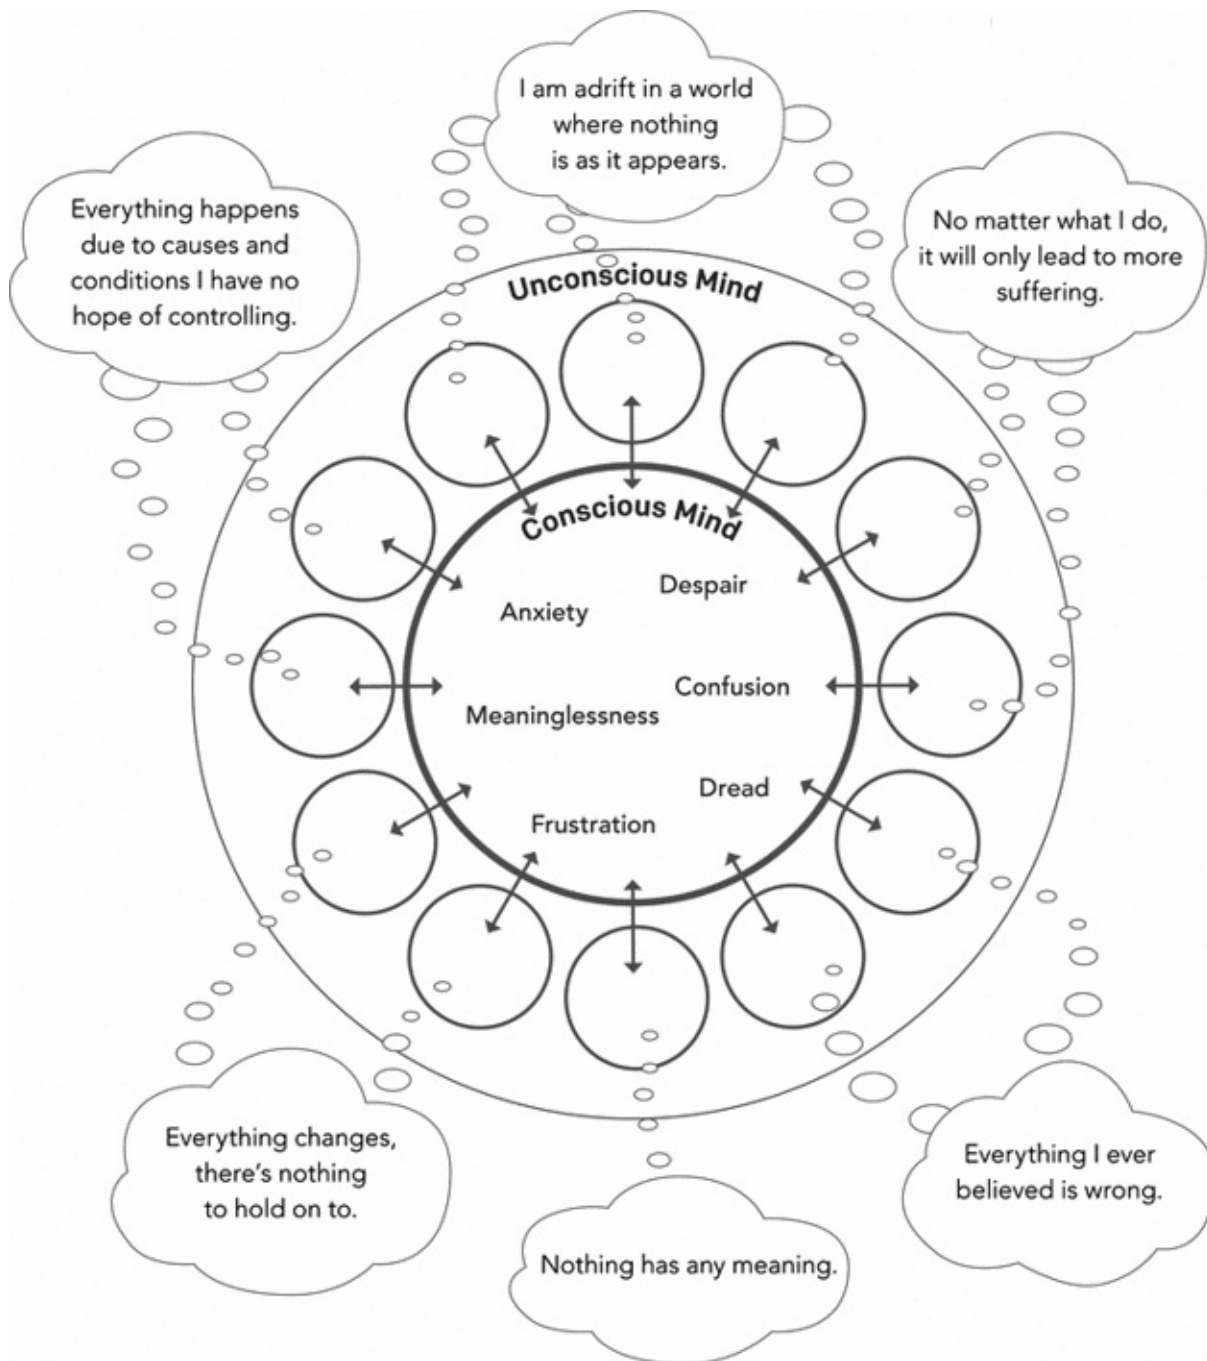 I am adrift in a world
where nothing
is as it appears.
Everything happens
due to causes and
conditions I have no
hope of controlling.
No matter what I do,
it will only lead to more
suffering.
Unconscious Mind
Conscious Mind
Despair
Anxiety
Confusion
Meaninglessness
Dread
Frustration
Everything changes,
there's nothing
to hold on to.
Everything I ever
believed is wrong.
Nothing has any meaning.